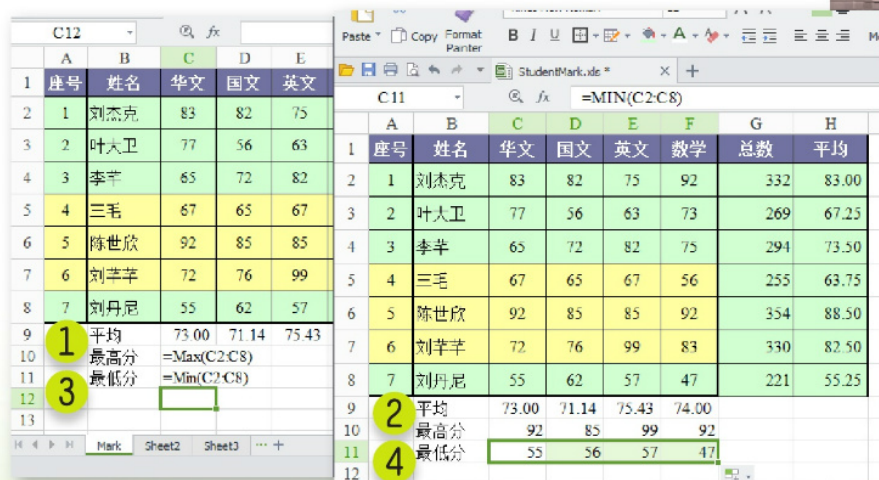 C12 fx
A B C D E
1 座号 姓名 华文 国文 英文
2 1 刘杰克 83 82 75
3 2 叶大卫 77 56 63
4 3 李芊 65 72 82
5 4 三毛 67 65 67
6 5 陈世欣 92 85 85
7 6 刘芊芊 72 76 99
8 7 刘丹尼 55 62 57
9 平均 73.00 71.14 75.43
1
10 最高分 =Max(C2:C8)
11 最低分 =Min(C2:C8)
3
12
13
Mark Sheet2 Sheet3 ··· +
Paste Copy Format Painter B I U A
StudentMark.xls * × +
C11 fx =MIN(C2:C8)
A B C D E F G H
1 座号 姓名 华文 国文 英文 数学 总数 平均
2 1 刘杰克 83 82 75 92 332 83.00
3 2 叶大卫 77 56 63 73 269 67.25
4 3 李芊 65 72 82 75 294 73.50
5 4 三毛 67 65 67 56 255 63.75
6 5 陈世欣 92 85 85 92 354 88.50
7 6 刘芊芊 72 76 99 83 330 82.50
8 7 刘丹尼 55 62 57 47 221 55.25
9 平均 73.00 71.14 75.43 74.00
2
10 最高分 92 85 99 92
11 最低分 55 56 57 47
4
12